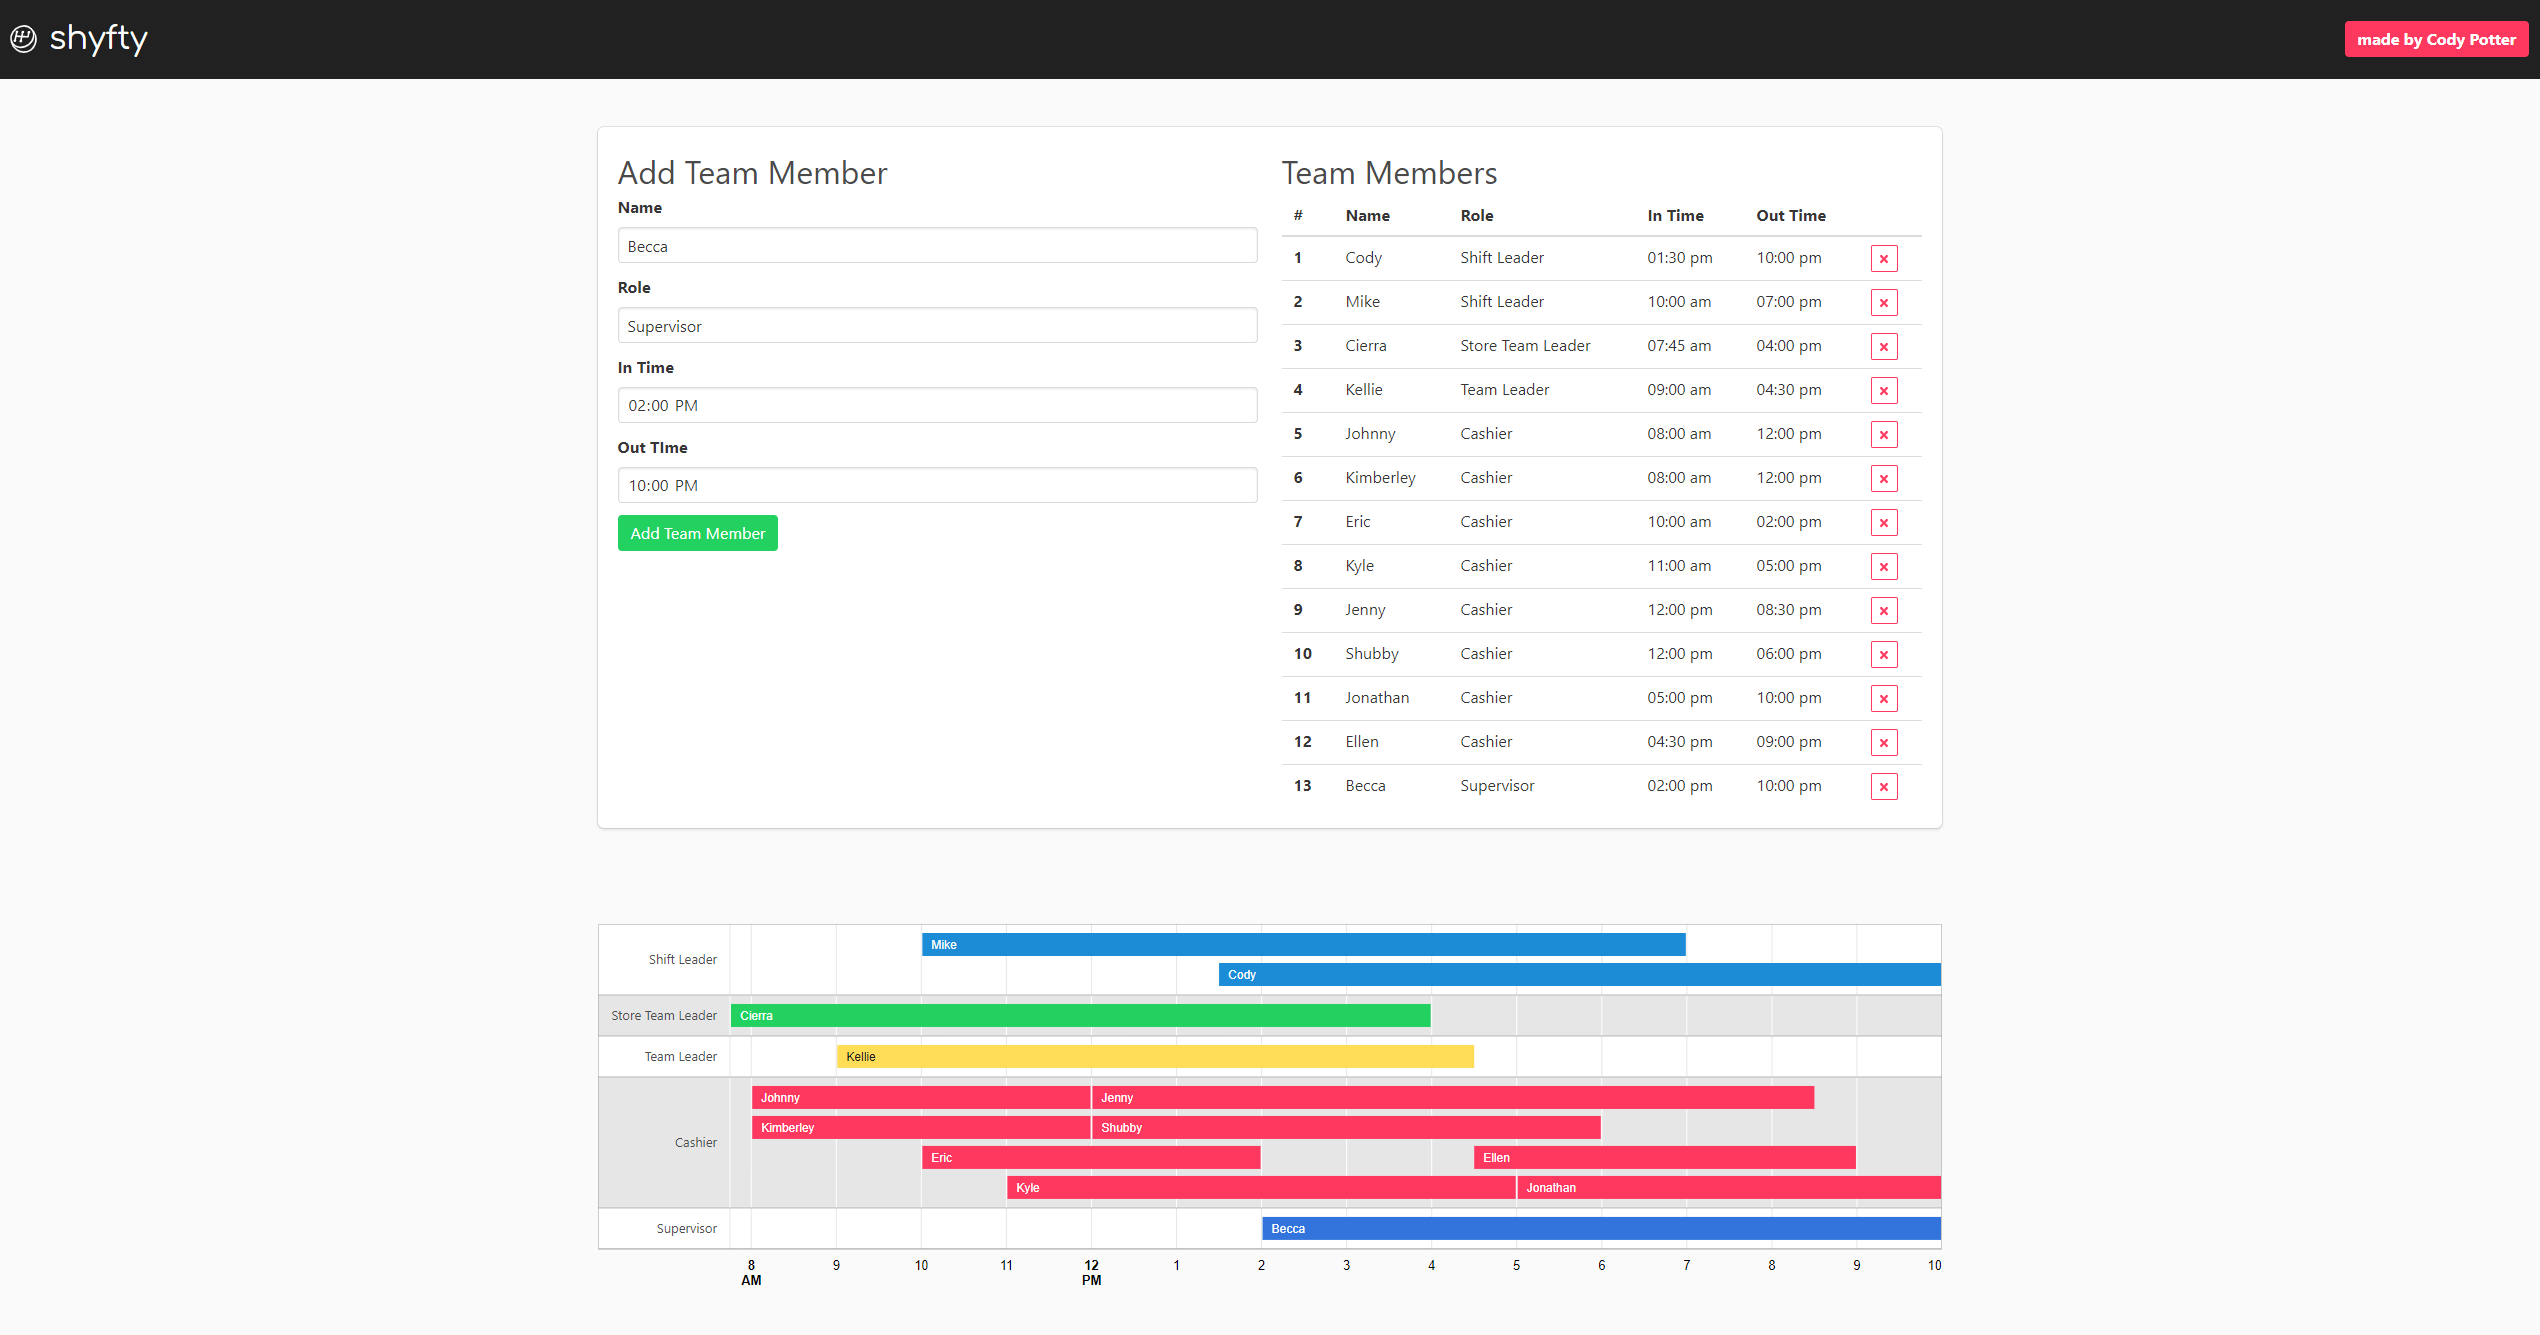 shyfty
made by Cody Potter
Add Team Member
Name
Becca
Role
Supervisor
In Time
02:00 PM
Out TIme
10:00 PM
Add Team Member
Team Members
# Name Role In Time Out Time
1 Cody Shift Leader 01:30 pm 10:00 pm
2 Mike Shift Leader 10:00 am 07:00 pm
3 Cierra Store Team Leader 07:45 am 04:00 pm
4 Kellie Team Leader 09:00 am 04:30 pm
5 Johnny Cashier 08:00 am 12:00 pm
6 Kimberley Cashier 08:00 am 12:00 pm
7 Eric Cashier 10:00 am 02:00 pm
8 Kyle Cashier 11:00 am 05:00 pm
9 Jenny Cashier 12:00 pm 08:30 pm
10 Shubby Cashier 12:00 pm 06:00 pm
11 Jonathan Cashier 05:00 pm 10:00 pm
12 Ellen Cashier 04:30 pm 09:00 pm
13 Becca Supervisor 02:00 pm 10:00 pm
Shift Leader
Mike
Cody
Store Team Leader Cierra
Team Leader Kellie
Cashier
Johnny Jenny
Kimberley Shubby
Eric Ellen
Kyle Jonathan
Supervisor Becca
8 9 10 11 12 1 2 3 4 5 6 7 8 9 10
AM PM